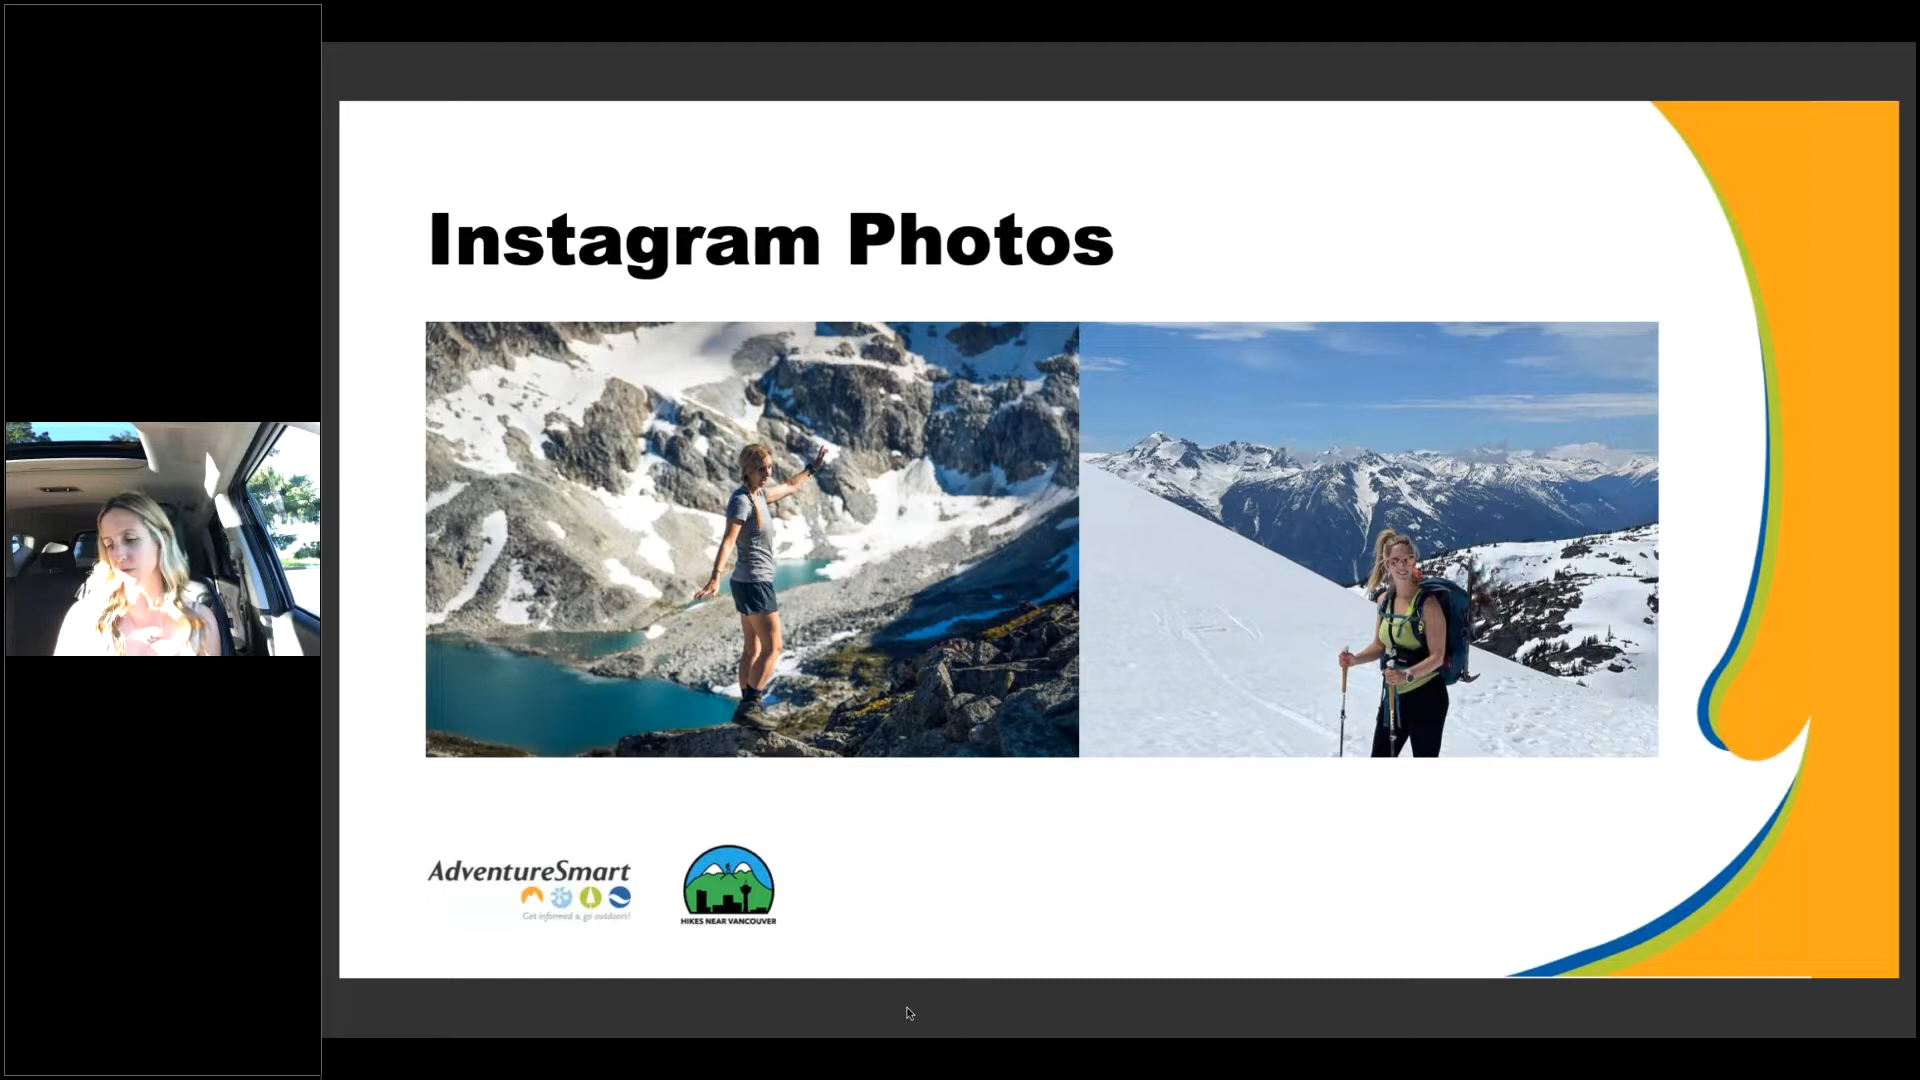 Instagram Photos
AdventureSmart
Get informed & go outdoors!
HIKES NEAR VANCOUVER